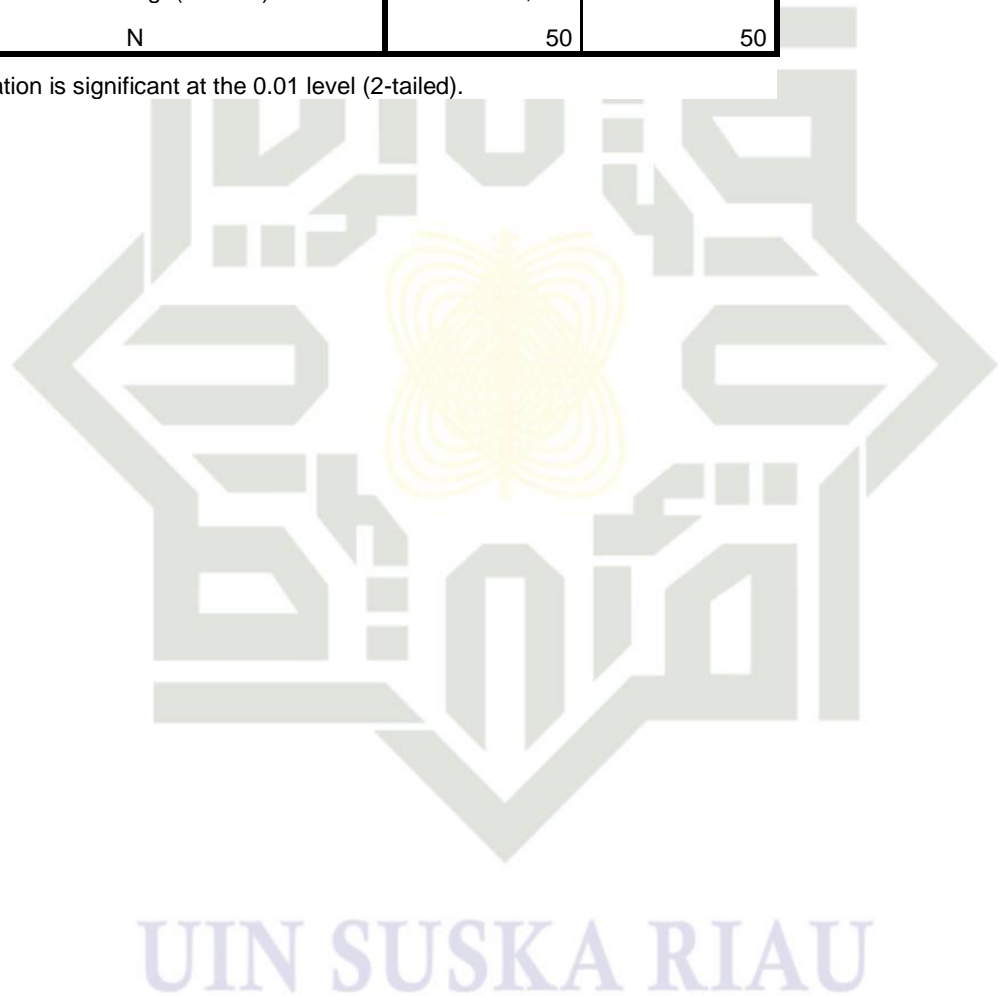 N 50 50
ation is significant at the 0.01 level (2-tailed).
UIN SUSKA RIAU